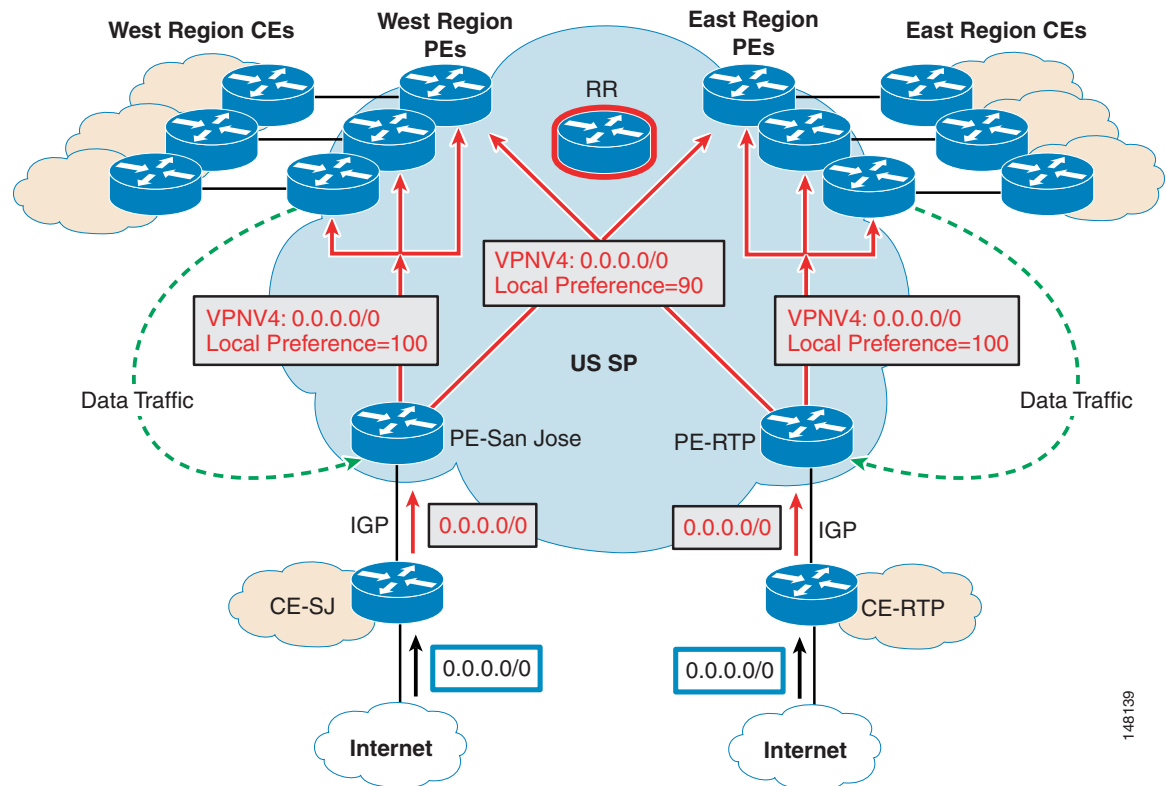 West Region CEs
West Region
PEs
East Region
PEs
East Region CEs
RR
VPNV4: 0.0.0.0/0
Local Preference=90
VPNV4: 0.0.0.0/0
Local Preference=100
VPNV4: 0.0.0.0/0
Local Preference=100
US SP
Data Traffic
Data Traffic
PE-San Jose
PE-RTP
IGP
0.0.0.0/0
0.0.0.0/0
IGP
CE-SJ
CE-RTP
0.0.0.0/0
0.0.0.0/0
Internet
Internet
148139